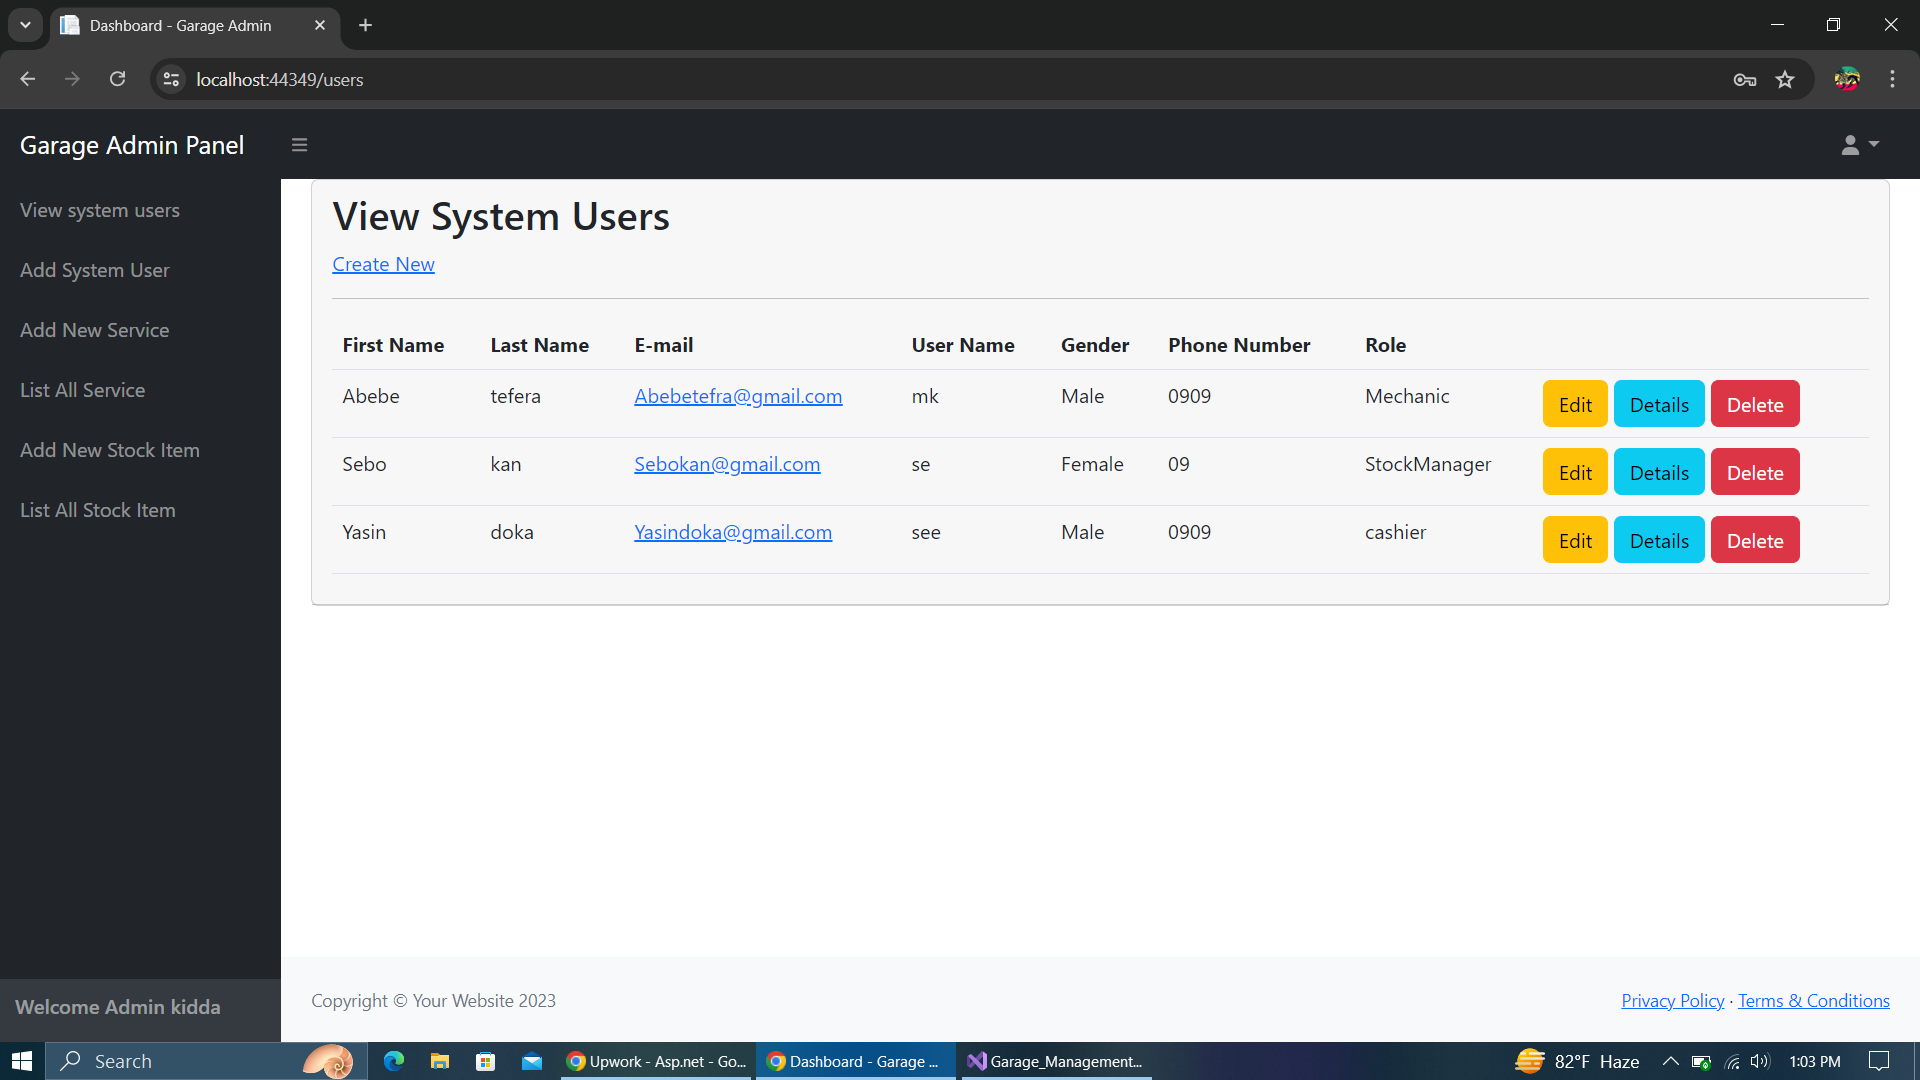 Dashboard - Garage Admin
localhost:44349/users
Garage Admin Panel
View system users
Add System User
Add New Service
List All Service
Add New Stock Item
List All Stock Item
Welcome Admin kidda
View System Users
Create New
First Name Last Name E-mail User Name Gender Phone Number Role
Abebe tefera Abebetefra@gmail.com mk Male 0909 Mechanic Edit Details Delete
Sebo kan Sebokan@gmail.com se Female 09 StockManager Edit Details Delete
Yasin doka Yasindoka@gmail.com see Male 0909 cashier Edit Details Delete
Copyright © Your Website 2023 Privacy Policy · Terms & Conditions
Search Upwork - Asp.net - Go... Dashboard - Garage ... Garage_Management... 82°F Haze 1:03 PM